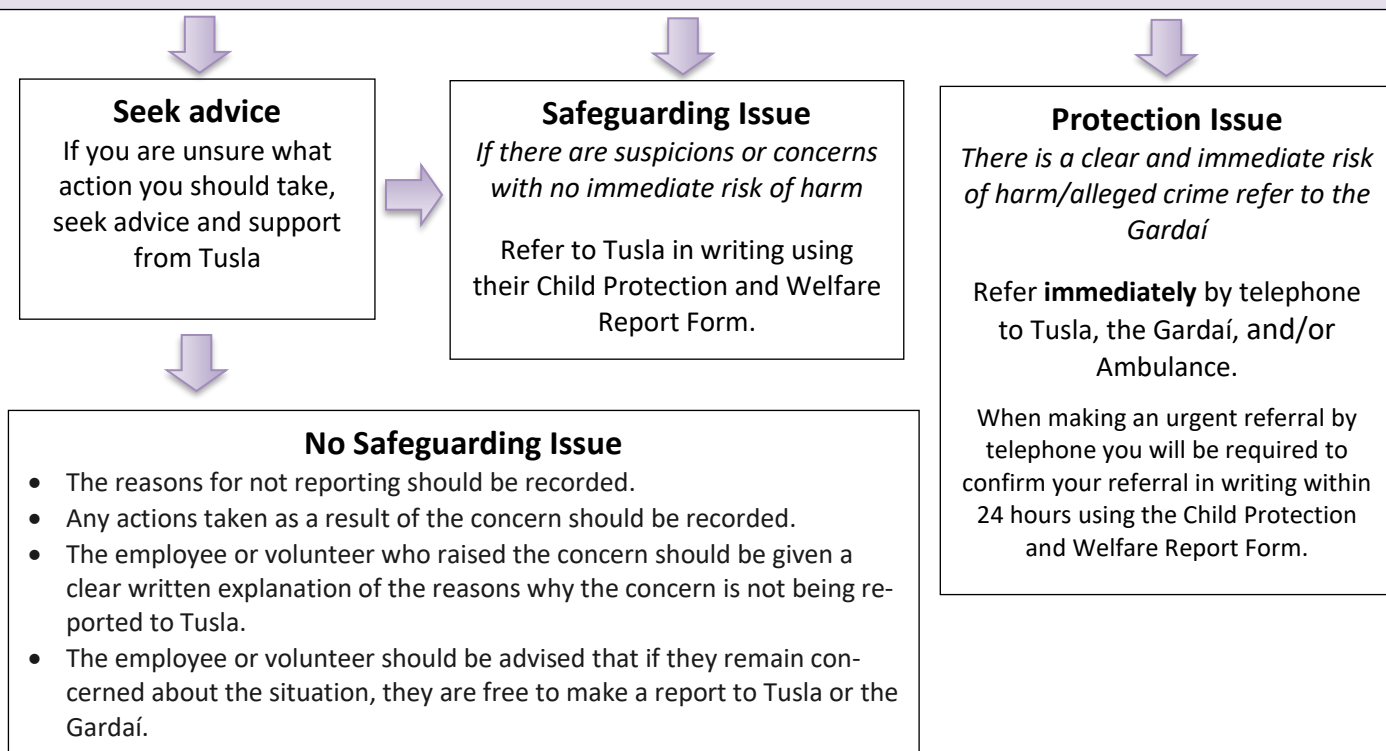 Seek advice
If you are unsure what
action you should take,
seek advice and support
from Tusla
Safeguarding Issue
If there are suspicions or concerns
with no immediate risk of harm
Refer to Tusla in writing using
their Child Protection and Welfare
Report Form.
Protection Issue
There is a clear and immediate risk
of harm/alleged crime refer to the
Gardaí
Refer immediately by telephone
to Tusla, the Gardaí, and/or
Ambulance.
When making an urgent referral by
telephone you will be required to
confirm your referral in writing within
24 hours using the Child Protection
and Welfare Report Form.
No Safeguarding Issue
• The reasons for not reporting should be recorded.
• Any actions taken as a result of the concern should be recorded.
• The employee or volunteer who raised the concern should be given a
clear written explanation of the reasons why the concern is not being re-
ported to Tusla.
• The employee or volunteer should be advised that if they remain con-
cerned about the situation, they are free to make a report to Tusla or the
Gardaí.